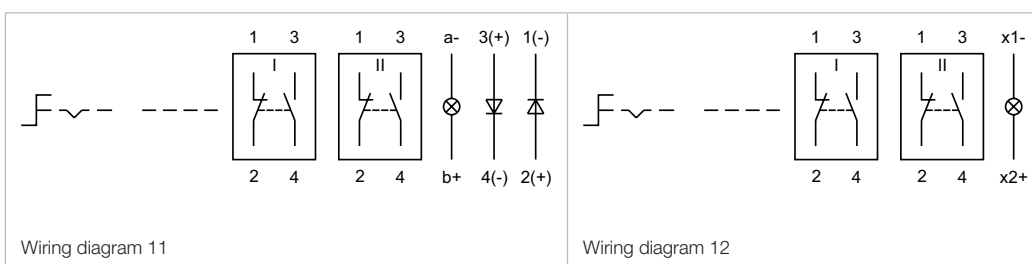 1 3 1 3 a- 3(+) 1(-)
I II
2 4 2 4 b+ 4(-) 2(+)
Wiring diagram 11
1 3 1 3 x1-
I II
2 4 2 4 x2+
Wiring diagram 12